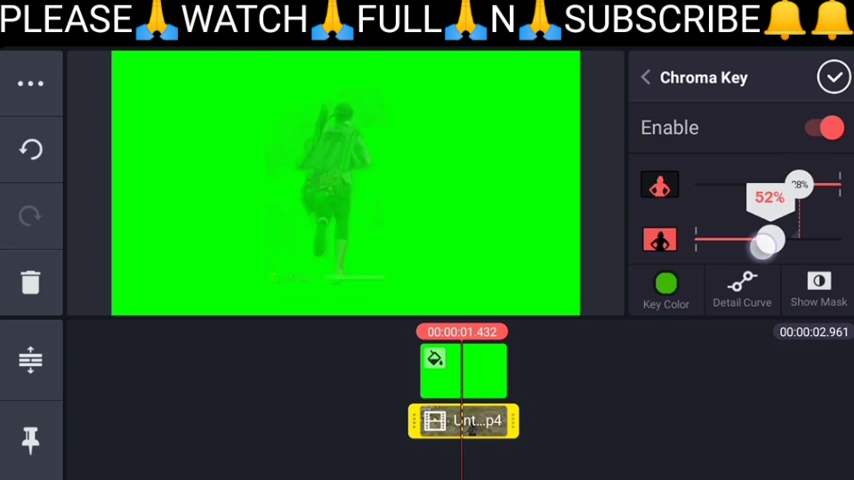 PLEASE🙏WATCH🙏FULL🙏N🙏SUBSCRIBE🔔🔔
Chroma Key
Enable
28%
52%
Key Color
Detail Curve
Show Mask
00:00:01.432
00:00:02.961
Unt...p4